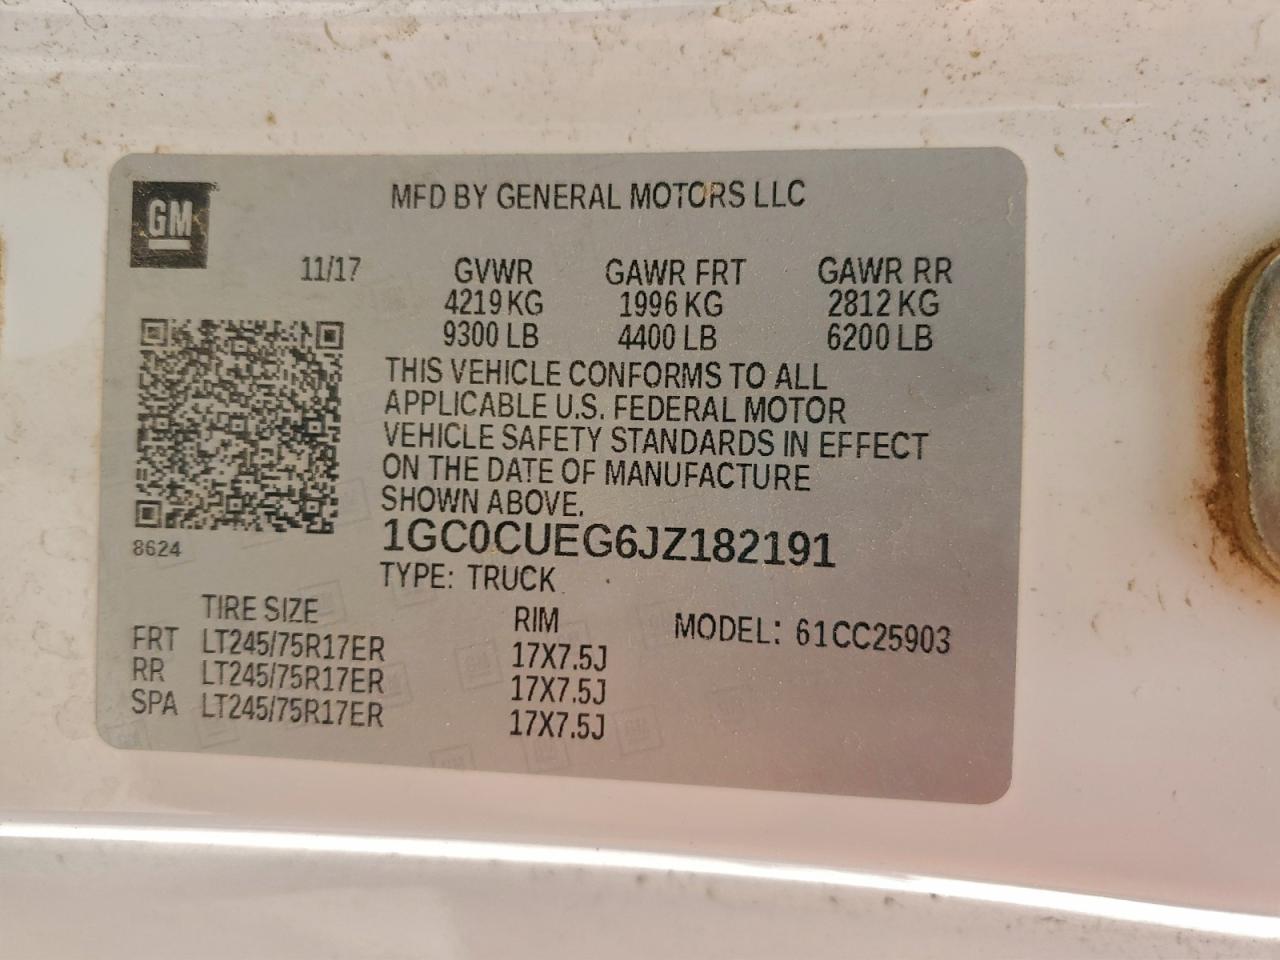 GM
MFD BY GENERAL MOTORS LLC
11/17 GVWR GAWR FRT GAWR RR
4219 KG 1996 KG 2812 KG
9300 LB 4400 LB 6200 LB
THIS VEHICLE CONFORMS TO ALL
APPLICABLE U.S. FEDERAL MOTOR
VEHICLE SAFETY STANDARDS IN EFFECT
ON THE DATE OF MANUFACTURE
SHOWN ABOVE.
8624
1GC0CUEG6JZ182191
TYPE: TRUCK
TIRE SIZE RIM MODEL: 61CC25903
FRT LT245/75R17ER 17X7.5J
RR LT245/75R17ER 17X7.5J
SPA LT245/75R17ER 17X7.5J